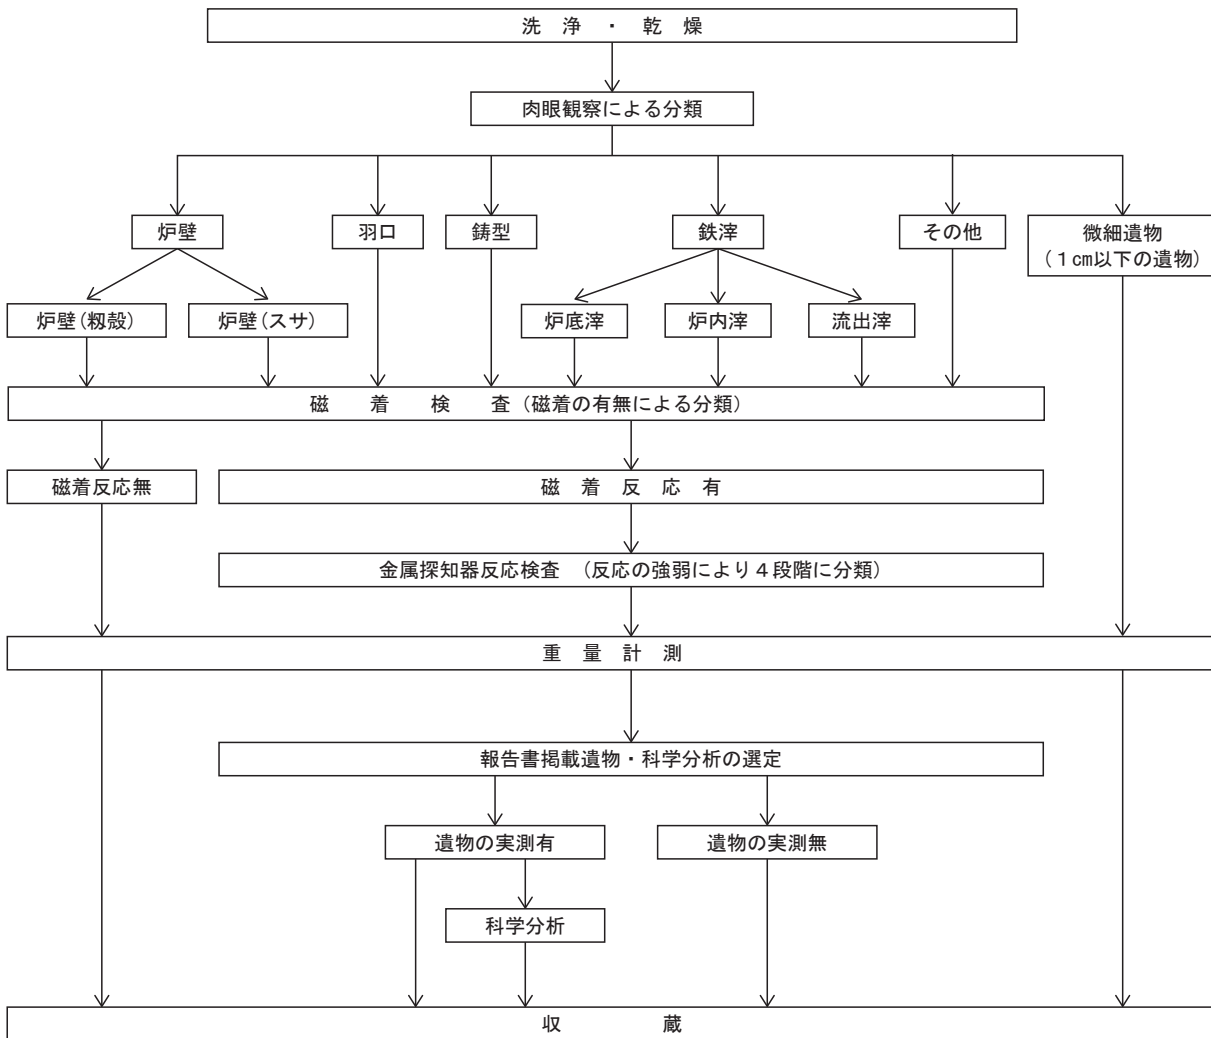 洗　浄　・　乾　燥
肉眼観察による分類
炉壁
羽口
鋳型
鉄滓
その他
微細遺物
（１㎝以下の遺物）
炉壁（籾殻）
炉壁（スサ）
炉底滓
炉内滓
流出滓
磁　着　検　査（磁着の有無による分類）
磁着反応無
磁　着　反　応　有
金属探知器反応検査　（反応の強弱により４段階に分類）
重　量　計　測
報告書掲載遺物・科学分析の選定
遺物の実測有
遺物の実測無
科学分析
収　　　　蔵